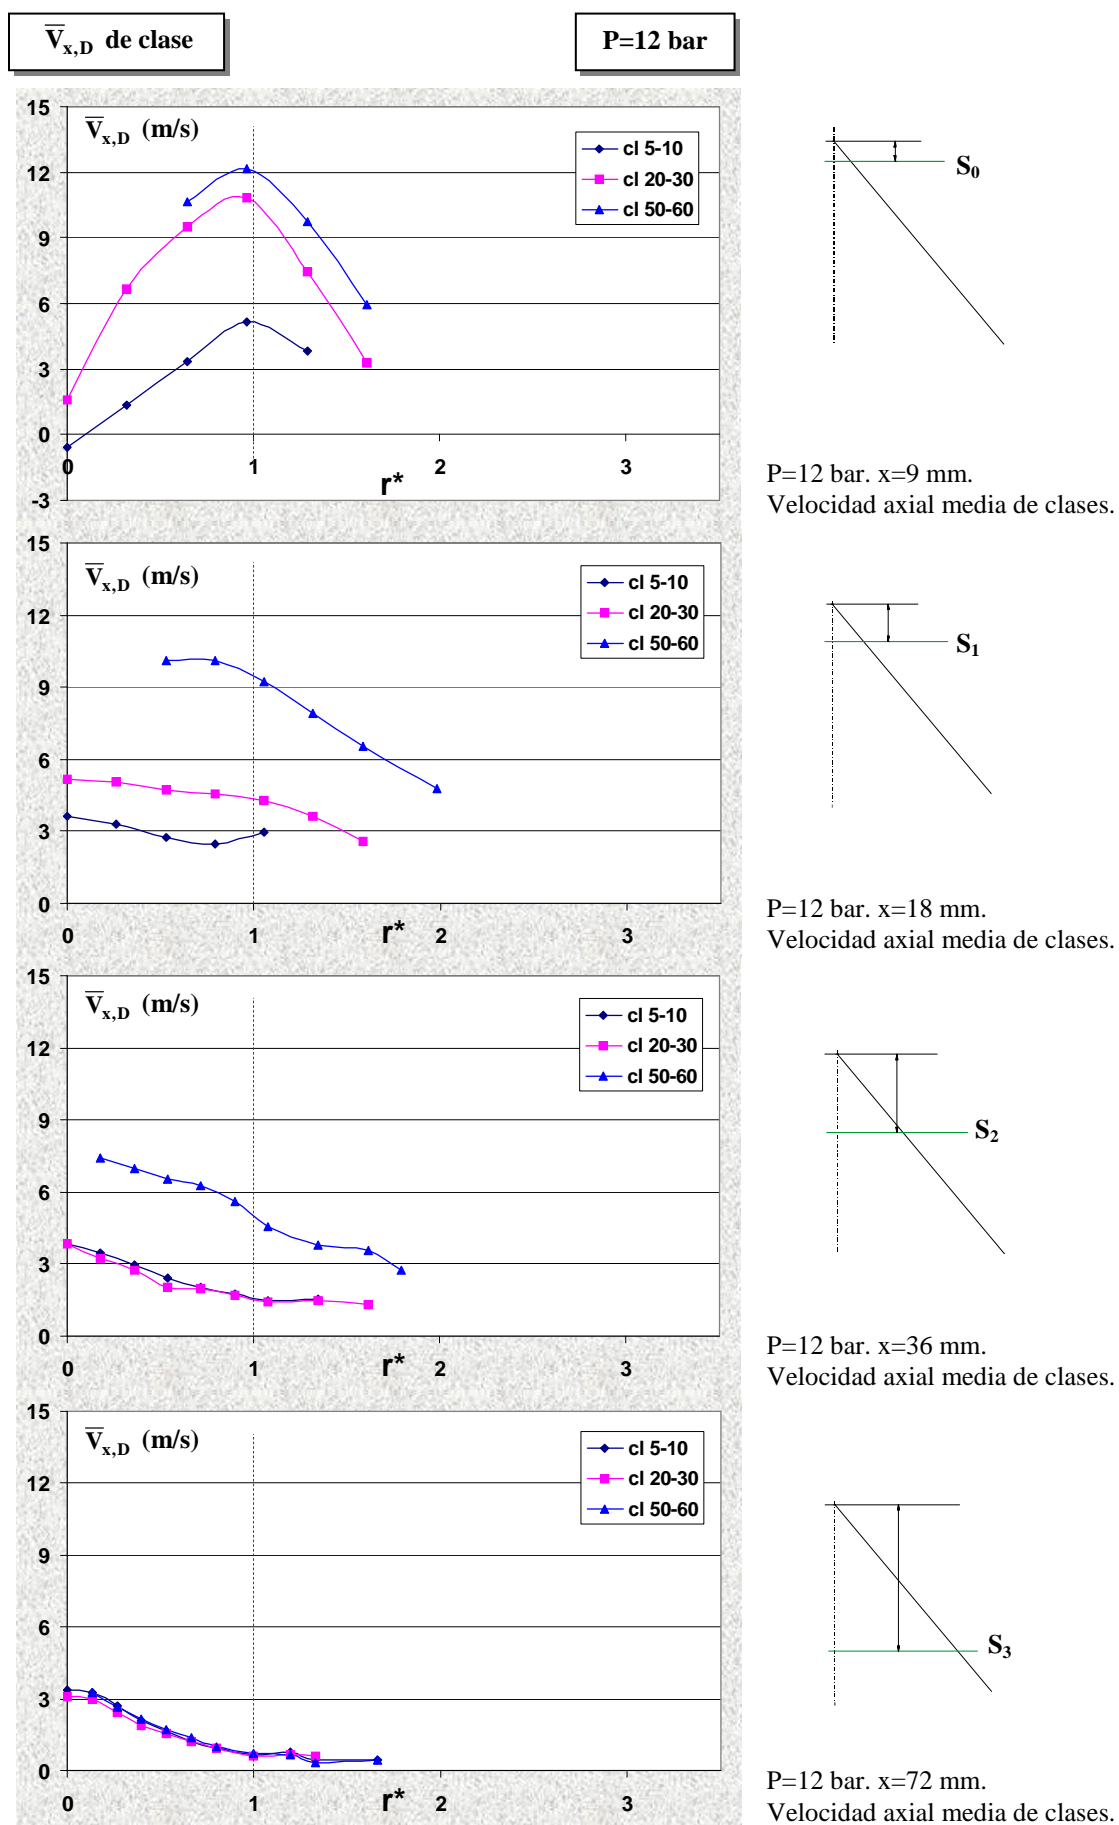 V̅x,D de clase
P=12 bar
15
V̅x,D (m/s)
12
9
6
3
0
-3
0
1
2
3
r*
cl 5-10
cl 20-30
cl 50-60
S0
P=12 bar. x=9 mm.
Velocidad axial media de clases.
15
V̅x,D (m/s)
12
9
6
3
0
0
1
2
3
r*
cl 5-10
cl 20-30
cl 50-60
S1
P=12 bar. x=18 mm.
Velocidad axial media de clases.
15
V̅x,D (m/s)
12
9
6
3
0
0
1
2
3
r*
cl 5-10
cl 20-30
cl 50-60
S2
P=12 bar. x=36 mm.
Velocidad axial media de clases.
15
V̅x,D (m/s)
12
9
6
3
0
0
1
2
3
r*
cl 5-10
cl 20-30
cl 50-60
S3
P=12 bar. x=72 mm.
Velocidad axial media de clases.